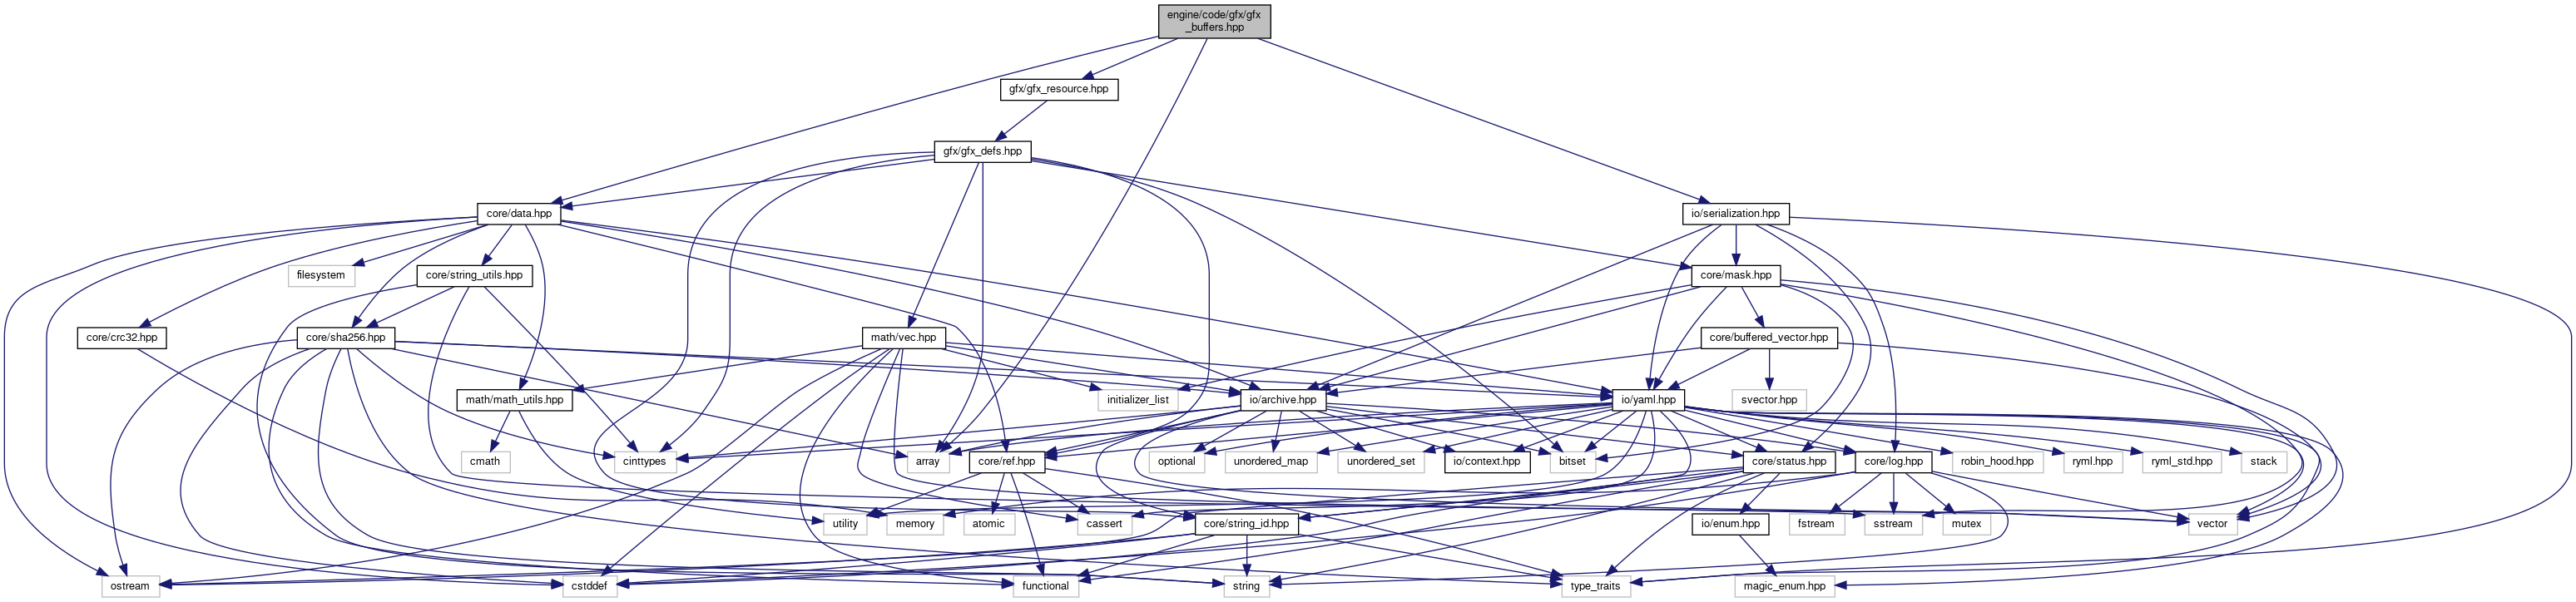 engine/code/gfx/gfx
_buffers.hpp
gfx/gfx_resource.hpp
gfx/gfx_defs.hpp
core/data.hpp
io/serialization.hpp
filesystem
core/string_utils.hpp
core/mask.hpp
core/crc32.hpp
core/sha256.hpp
math/vec.hpp
core/buffered_vector.hpp
math/math_utils.hpp
initializer_list
io/archive.hpp
io/yaml.hpp
svector.hpp
cmath
cinttypes
array
core/ref.hpp
optional
unordered_map
unordered_set
io/context.hpp
bitset
core/status.hpp
core/log.hpp
robin_hood.hpp
ryml.hpp
ryml_std.hpp
stack
utility
memory
atomic
cassert
core/string_id.hpp
io/enum.hpp
fstream
sstream
mutex
vector
ostream
cstddef
functional
string
type_traits
magic_enum.hpp